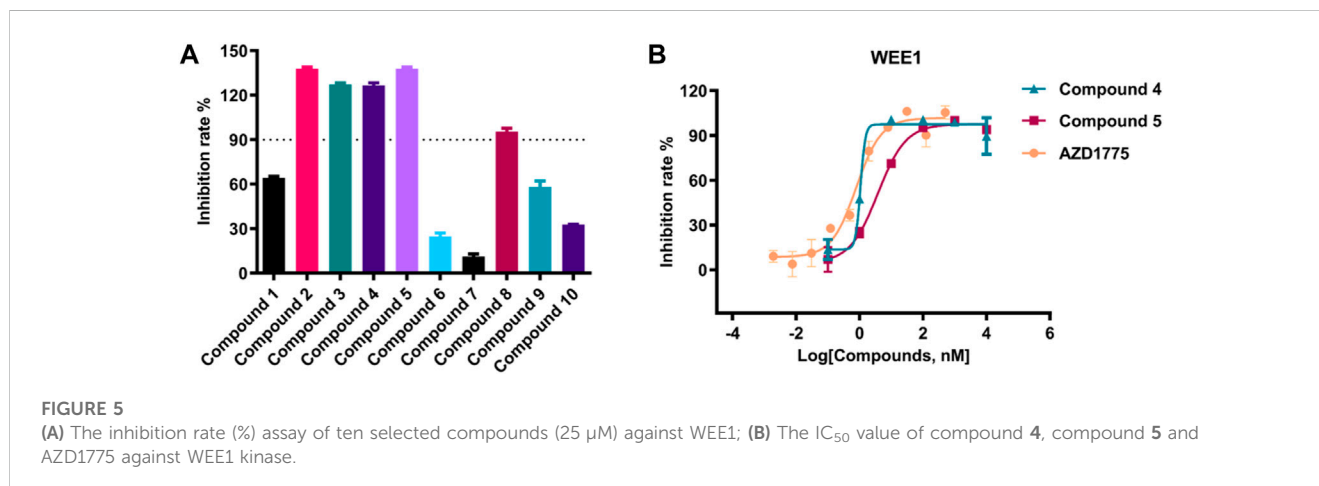 A
Inhibition rate %
150
120
90
60
30
0
Compound 1
Compound 2
Compound 3
Compound 4
Compound 5
Compound 6
Compound 7
Compound 8
Compound 9
Compound 10
B
WEE1
Inhibition rate %
120
90
60
30
0
-4 -2 0 2 4 6
Log[Compounds, nM]
Compound 4
Compound 5
AZD1775
FIGURE 5
(A) The inhibition rate (%) assay of ten selected compounds (25 μM) against WEE1; (B) The IC50 value of compound 4, compound 5 and
AZD1775 against WEE1 kinase.